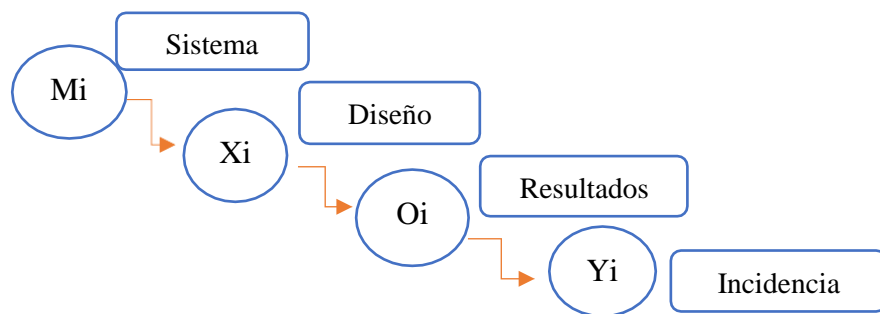 Sistema
Mi
Diseño
Xi
Resultados
Oi
Yi
Incidencia